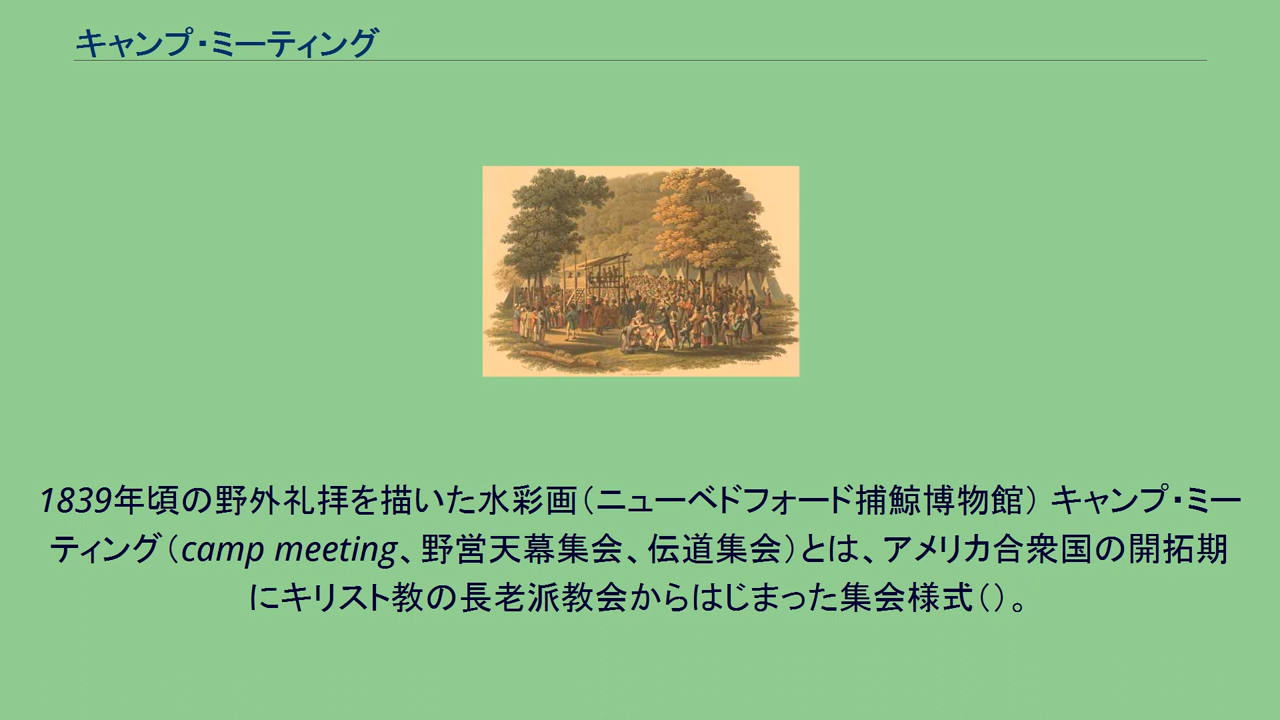 キャンプ・ミーティング
1839年頃の野外礼拝を描いた水彩画（ニューベドフォード捕鯨博物館） キャンプ・ミー
ティング（camp meeting、野営天幕集会、伝道集会）とは、アメリカ合衆国の開拓期
にキリスト教の長老派教会からはじまった集会様式（）。